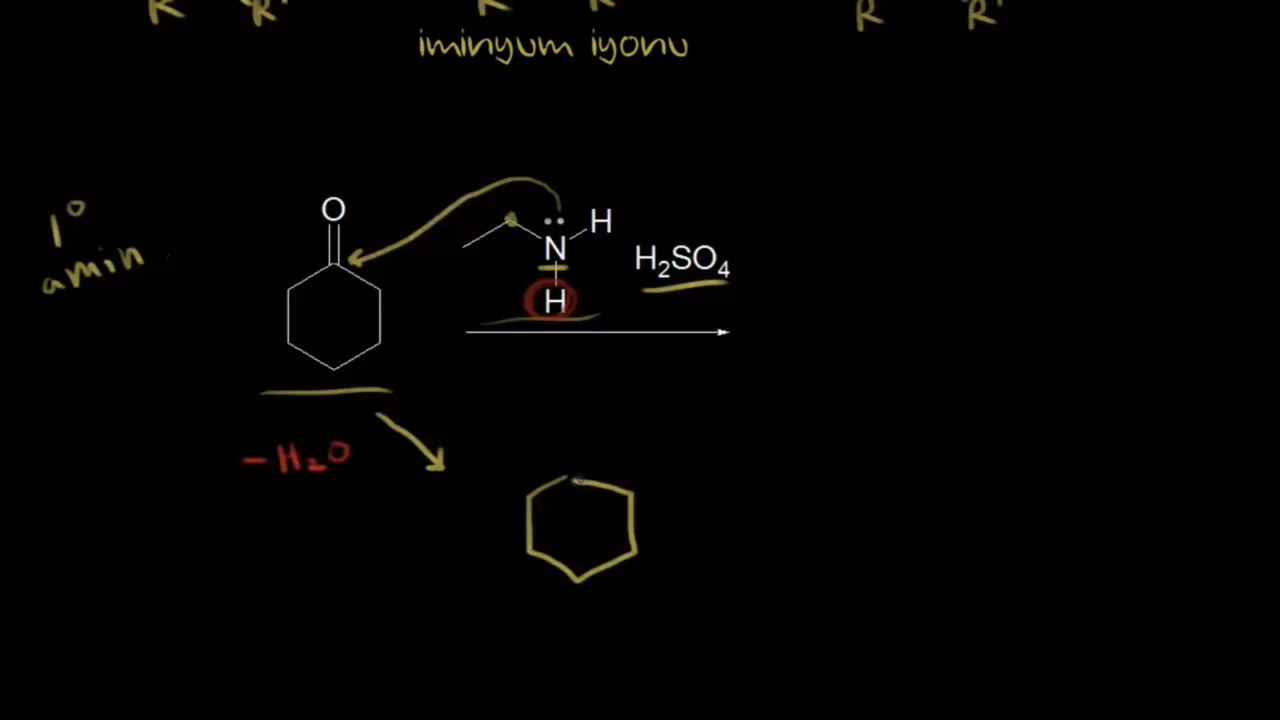 R R' R R' R R'
iminyum iyonu
O
1° amin
N H
H
H₂SO₄
- H₂O